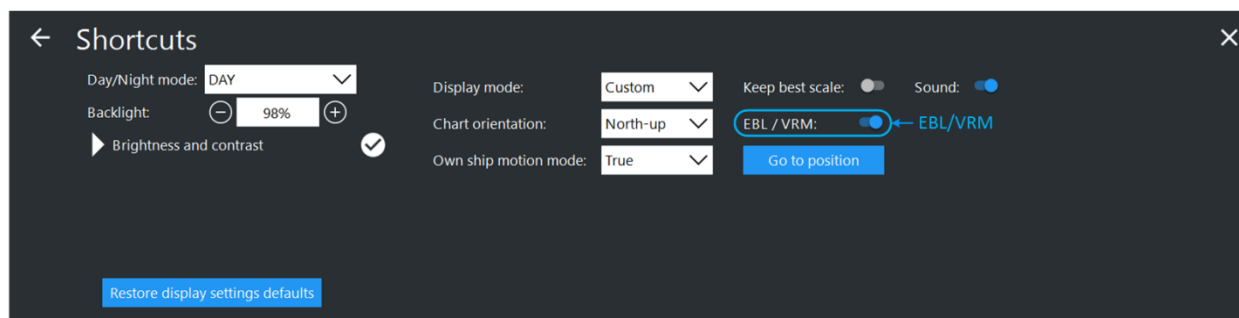 Shortcuts
Day/Night mode: DAY
Backlight: 98%
Brightness and contrast
Display mode: Custom
Chart orientation: North-up
Own ship motion mode: True
Keep best scale:
Sound:
EBL / VRM:
EBL/VRM
Go to position
Restore display settings defaults